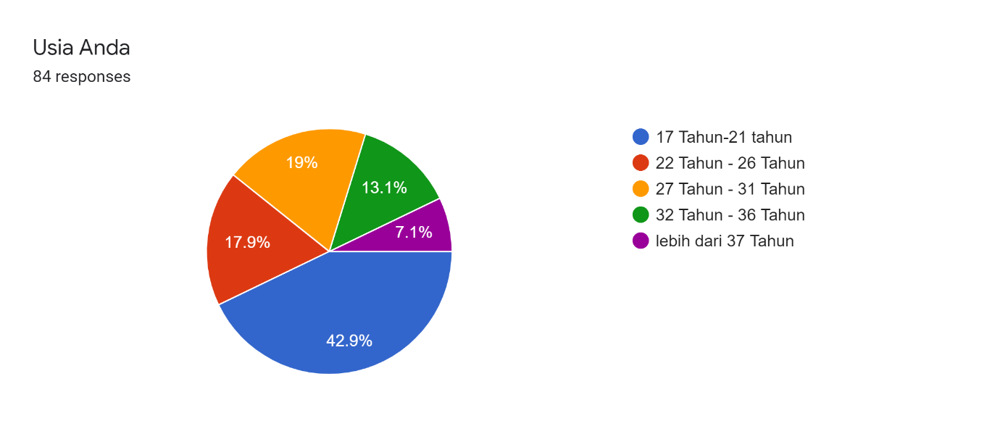 Usia Anda
84 responses
17 Tahun-21 tahun
22 Tahun - 26 Tahun
27 Tahun - 31 Tahun
32 Tahun - 36 Tahun
lebih dari 37 Tahun
19%
13.1%
7.1%
17.9%
42.9%